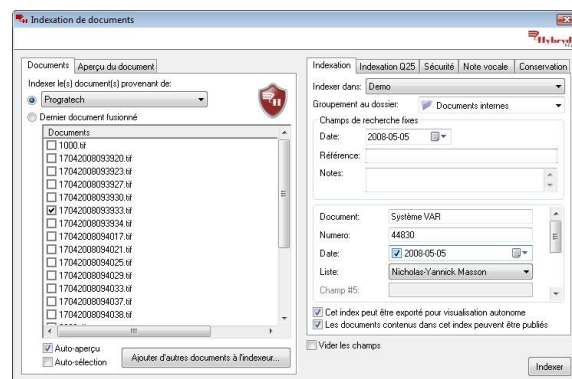 Indexation de documents
Hybryd
Documents Aperçu du document
Indexer le(s) document(s) provenant de:
Progratech
Dernier document fusionné
Documents
1000.tif
17042008093920.tif
17042008093923.tif
17042008093927.tif
17042008093930.tif
17042008093933.tif
17042008093934.tif
17042008094017.tif
17042008094021.tif
17042008094025.tif
17042008094029.tif
17042008094033.tif
17042008094037.tif
17042008094038.tif
Auto-aperçu
Auto-sélection
Ajouter d'autres documents à l'indexeur...
Indexation Indexation Q25 Sécurité Note vocale Conservation
Indexer dans: Demo
Groupement au dossier: Documents internes
Champs de recherche fixes
Date: 2008-05-05
Référence:
Notes:
Document: Système VAR
Numero: 44830
Date: 2008-05-05
Liste: Nicholas-Yannick Masson
Champ #5:
Cet index peut être exporté pour visualisation autonome
Les documents contenus dans cet index peuvent être publiés
Vider les champs
Indexer